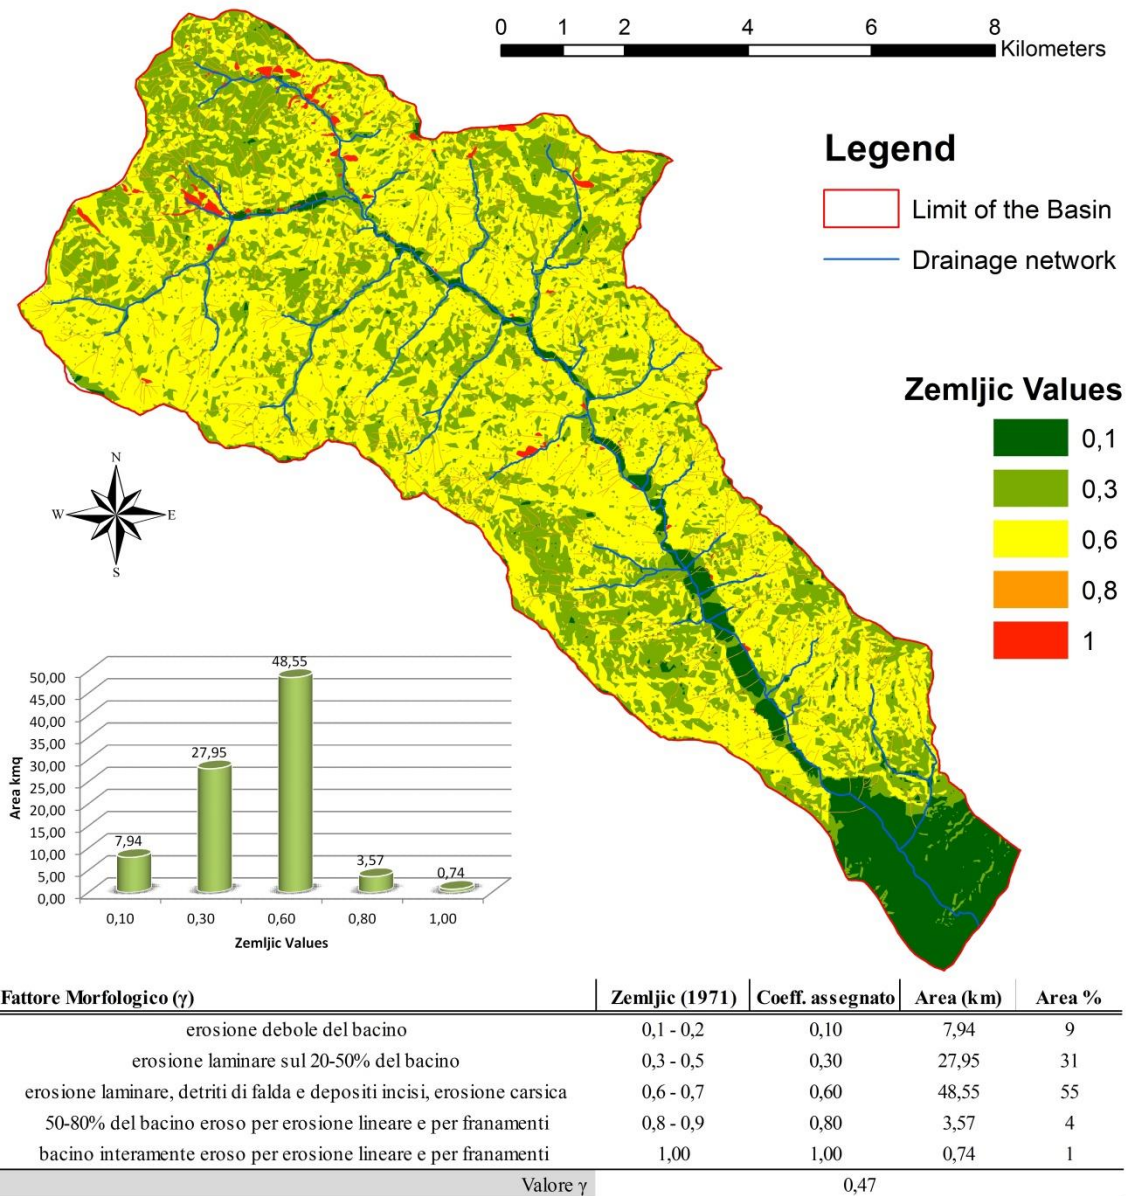 0 1 2 4 6 8
Kilometers
Legend
Limit of the Basin
Drainage network
Zemljic Values
0,1
0,3
0,6
0,8
1
N
W E
S
Area kmq
50,00
45,00
40,00
35,00
30,00
25,00
20,00
15,00
10,00
5,00
0,00
7,94
27,95
48,55
3,57
0,74
0,10 0,30 0,60 0,80 1,00
Zemljic Values
Fattore Morfologico (γ) Zemljic (1971) Coeff. assegnato Area (km) Area %
erosione debole del bacino 0,1 - 0,2 0,10 7,94 9
erosione laminare sul 20-50% del bacino 0,3 - 0,5 0,30 27,95 31
erosione laminare, detriti di falda e depositi incisi, erosione carsica 0,6 - 0,7 0,60 48,55 55
50-80% del bacino eroso per erosione lineare e per franamenti 0,8 - 0,9 0,80 3,57 4
bacino interamente eroso per erosione lineare e per franamenti 1,00 1,00 0,74 1
Valore γ 0,47